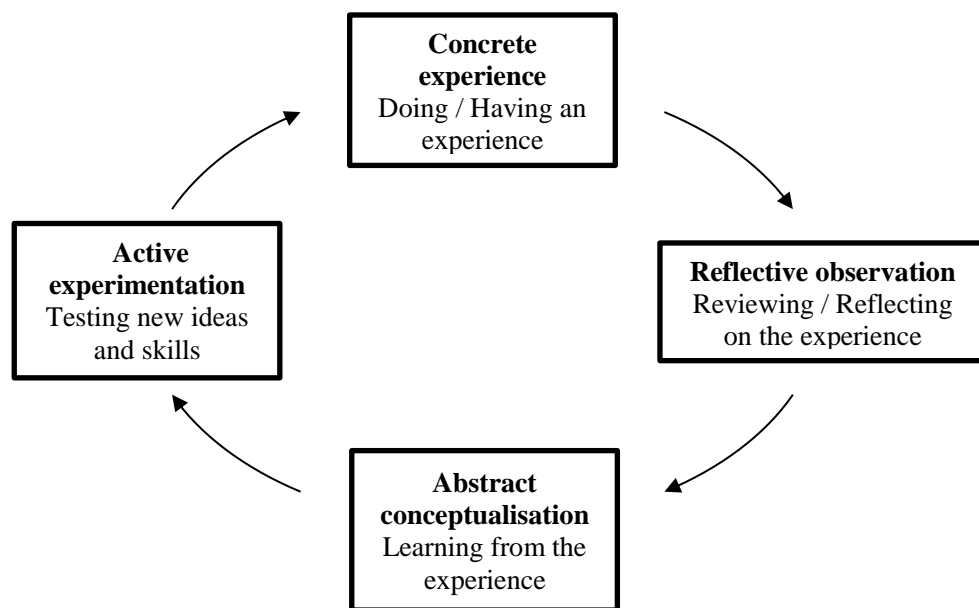 Concrete
experience
Doing / Having an
experience
Active
experimentation
Testing new ideas
and skills
Reflective observation
Reviewing / Reflecting
on the experience
Abstract
conceptualisation
Learning from the
experience